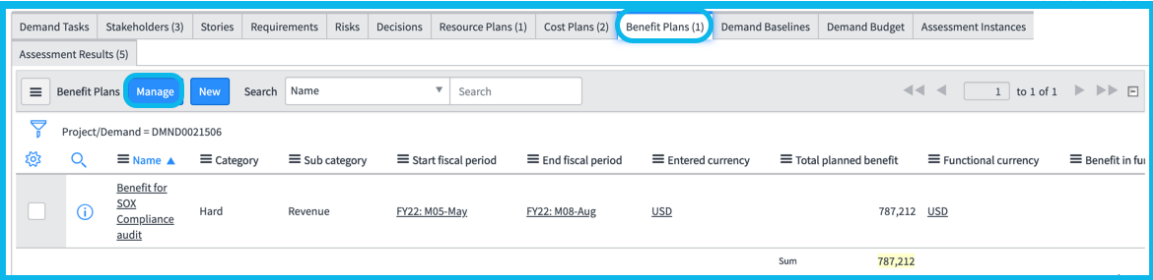 Demand Tasks Stakeholders (3) Stories Requirements Risks Decisions Resource Plans (1) Cost Plans (2) Benefit Plans (1) Demand Baselines Demand Budget Assessment Instances
Assessment Results (5)
Benefit Plans Manage New Search Name Search 1 to 1 of 1
Project/Demand = DMND0021506
Name Category Sub category Start fiscal period End fiscal period Entered currency Total planned benefit Functional currency Benefit in fu
Benefit for
SOX
Compliance
audit
Hard Revenue FY22: M05-May FY22: M08-Aug USD 787,212 USD
Sum 787,212